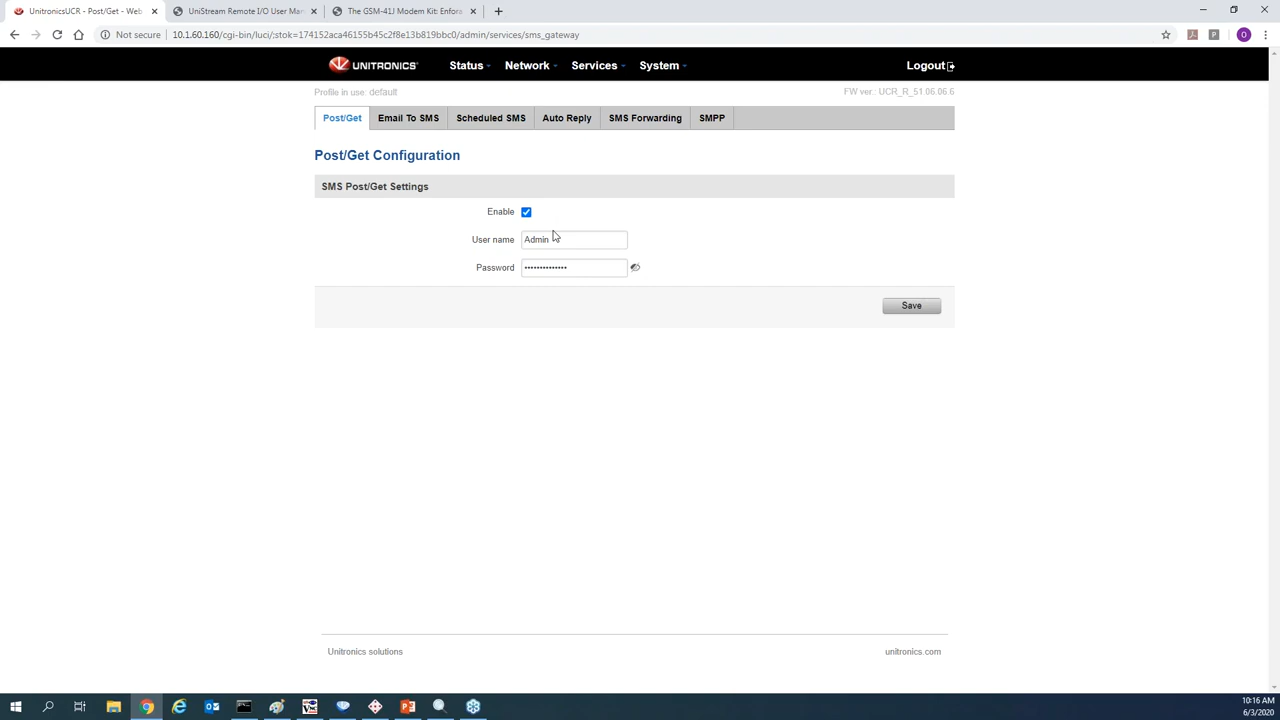 UnitronicsUCR - Post/Get - Web
UniStream Remote I/O User Man
The GSM-41J Modem Kit: Enfora
Not secure
10.1.60.160/cgi-bin/luci/;stok=174152aca46155b45c2f8e13b819bbc0/admin/services/sms_gateway
UNITRONICS
Status
Network
Services
System
Logout
Profile in use: default
FW ver.: UCR_R_51.06.06.6
Post/Get
Email To SMS
Scheduled SMS
Auto Reply
SMS Forwarding
SMPP
Post/Get Configuration
SMS Post/Get Settings
Enable
User name
Admin
Password
••••••••••••••
Save
Unitronics solutions
unitronics.com
10:16 AM
6/3/2020